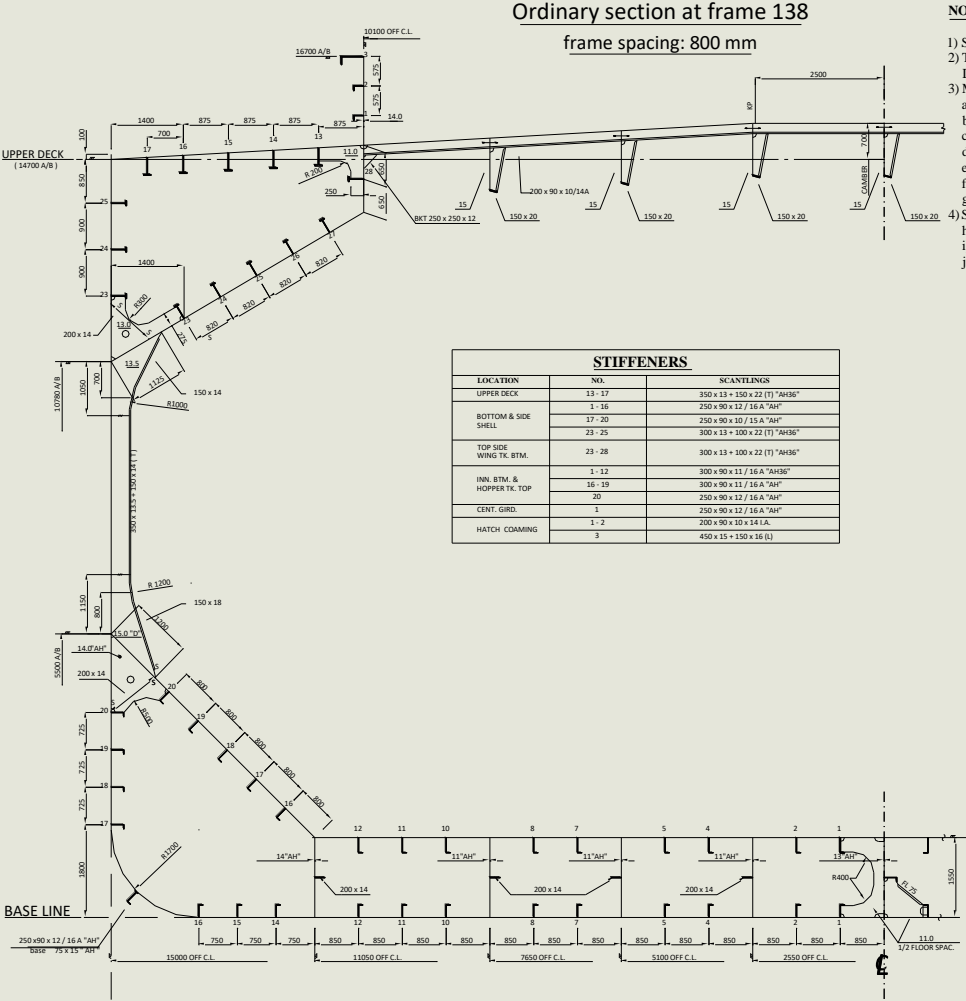 Ordinary section at frame 138
frame spacing: 800 mm
NO
1) S
2) T
I
3) M
a
b
c
d
e
f
g
4) S
h
i
j
10100 OFF C.L.
16700 A/B
3
575
2
575
1
2500
KP
14.0
1400
875
875
875
875
700
100
17
16
15
14
13
11.0
UPPER DECK
( 14700 A/B )
R 200
28
650
650
250
BKT 250 x 250 x 12
200 x 90 x 10/14A
700
CAMBER
15
150 x 20
15
150 x 20
15
150 x 20
15
150 x 20
850
25
900
24
900
23
1400
27
26
25
24
23
820
820
820
820
S
275
R300
S
S
13.0
200 x 14
13.5
1125
150 x 14
R1000
10780 A/B
1050
700
350 x 13.5 + 150 x 14 ( T )
STIFFENERS
LOCATION NO. SCANTLINGS
UPPER DECK 13 - 17 350 x 13 + 150 x 22 (T) "AH36"
BOTTOM & SIDE SHELL 1 - 16 250 x 90 x 12 / 16 A "AH"
17 - 20 250 x 90 x 10 / 15 A "AH"
23 - 25 300 x 13 + 100 x 22 (T) "AH36"
TOP SIDE
WING TK. BTM. 23 - 28 300 x 13 + 100 x 22 (T) "AH36"
INN. BTM. &
HOPPER TK. TOP 1 - 12 300 x 90 x 11 / 16 A "AH36"
16 - 19 300 x 90 x 11 / 16 A "AH"
20 250 x 90 x 12 / 16 A "AH"
CENT. GIRD. 1 250 x 90 x 12 / 16 A "AH"
HATCH COAMING 1 - 2 200 x 90 x 10 x 14 I.A.
3 450 x 15 + 150 x 16 (L)
1150
800
R 1200
150 x 18
1200
15.0 "D"
14.0"AH"
5500 A/B
200 x 14
S
S
S
R500
20
19
18
17
16
800
800
800
800
800
20
725
19
725
18
725
17
1800
R1700
BASE LINE
250 x90 x 12 / 16 A "AH"
base 75 x 15 " AH"
12
11
10
8
7
5
4
2
1
14"AH"
11"AH"
11"AH"
11"AH"
13"AH"
200 x 14
200 x 14
200 x 14
R400
FL 75
1550
16
15
14
12
11
10
8
7
5
4
2
1
750
750
750
850
850
850
850
850
850
850
850
850
850
850
850
850
11.0
1/2 FLOOR SPAC.
15000 OFF C.L.
11050 OFF C.L.
7650 OFF C.L.
5100 OFF C.L.
2550 OFF C.L.